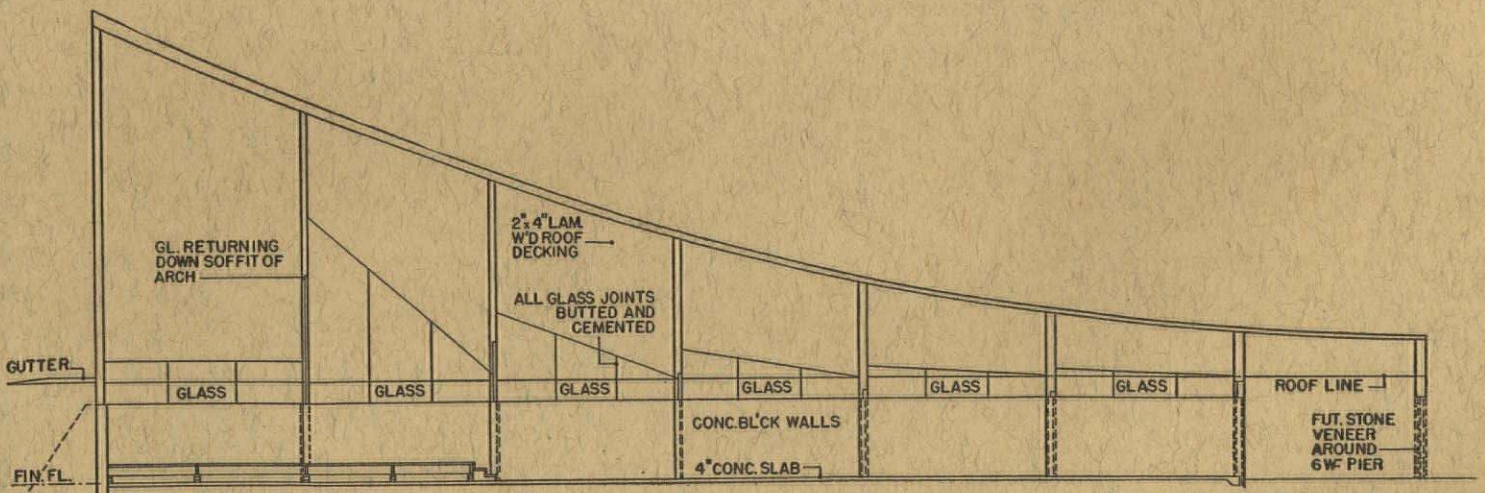 GL. RETURNING
DOWN SOFFIT OF
ARCH
2"x4" LAM.
W'D ROOF
DECKING
ALL GLASS JOINTS
BUTTED AND
CEMENTED
GUTTER
GLASS
GLASS
GLASS
GLASS
GLASS
GLASS
ROOF LINE
CONC. BL'CK WALLS
FUT. STONE
VENEER
AROUND
6WF PIER
4" CONC. SLAB
FIN. FL.